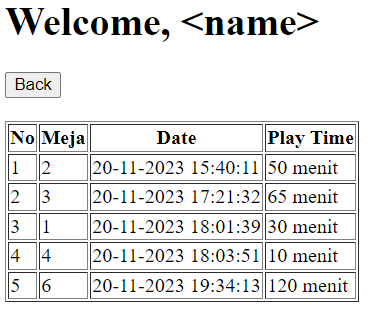 Welcome, <name>
Back
No Meja Date Play Time
1 2 20-11-2023 15:40:11 50 menit
2 3 20-11-2023 17:21:32 65 menit
3 1 20-11-2023 18:01:39 30 menit
4 4 20-11-2023 18:03:51 10 menit
5 6 20-11-2023 19:34:13 120 menit